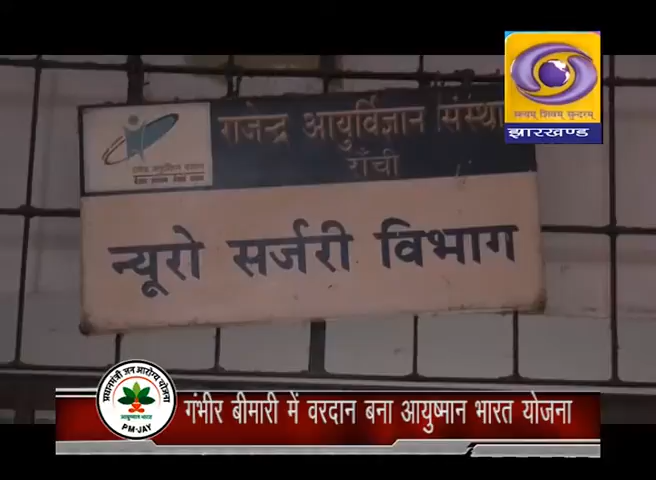 सत्यम् शिवम् सुन्दरम्
झारखण्ड
राजेन्द्र आयुर्विज्ञान संस्था
राँची
न्यूरो सर्जरी विभाग
प्रधानमंत्री जन आरोग्य योजना
आयुष्मान भारत
PM-JAY
गंभीर बीमारी में वरदान बना आयुष्मान भारत योजना